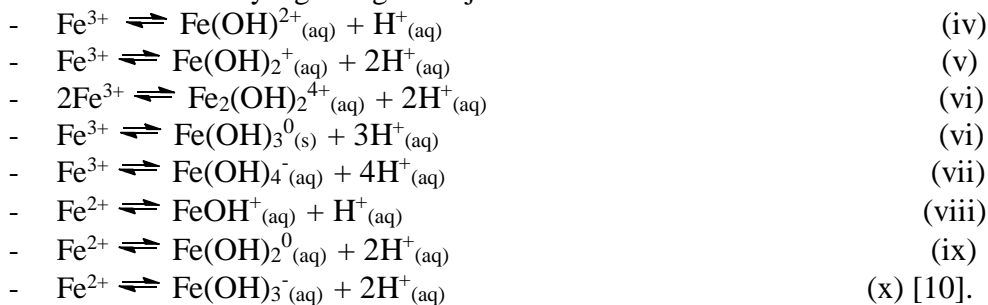 - Fe³⁺ ⇌ Fe(OH)²⁺(aq) + H⁺(aq) (iv)
- Fe³⁺ ⇌ Fe(OH)₂⁺(aq) + 2H⁺(aq) (v)
- 2Fe³⁺ ⇌ Fe₂(OH)₂⁴⁺(aq) + 2H⁺(aq) (vi)
- Fe³⁺ ⇌ Fe(OH)₃⁰(s) + 3H⁺(aq) (vi)
- Fe³⁺ ⇌ Fe(OH)₄⁻(aq) + 4H⁺(aq) (vii)
- Fe²⁺ ⇌ FeOH⁺(aq) + H⁺(aq) (viii)
- Fe²⁺ ⇌ Fe(OH)₂⁰(aq) + 2H⁺(aq) (ix)
- Fe²⁺ ⇌ Fe(OH)₃⁻(aq) + 2H⁺(aq) (x) [10].